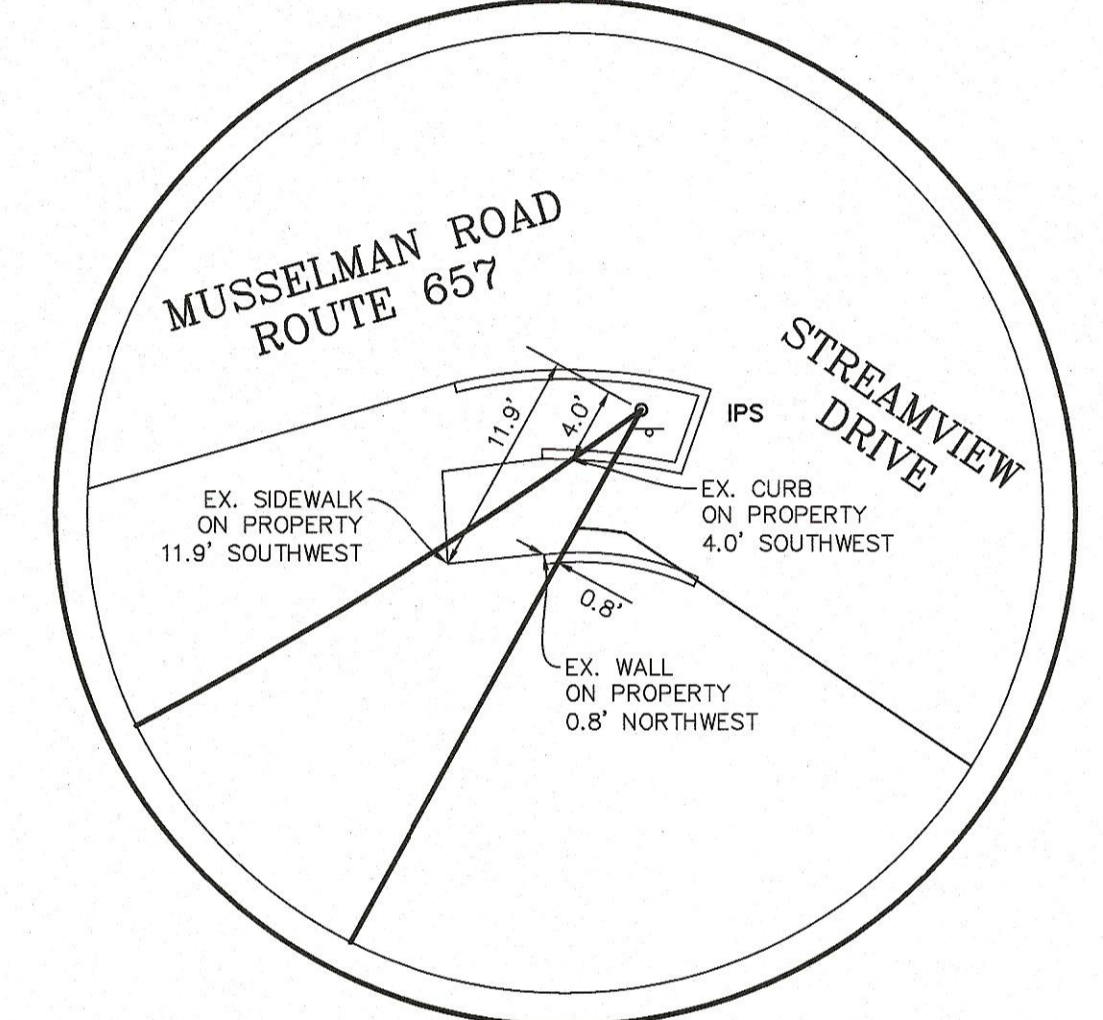 MUSSELMAN ROAD
ROUTE 657
STREAMVIEW
DRIVE
IPS
11.9'
4.0'
EX. SIDEWALK
ON PROPERTY
11.9' SOUTHWEST
EX. CURB
ON PROPERTY
4.0' SOUTHWEST
0.8'
EX. WALL
ON PROPERTY
0.8' NORTHWEST